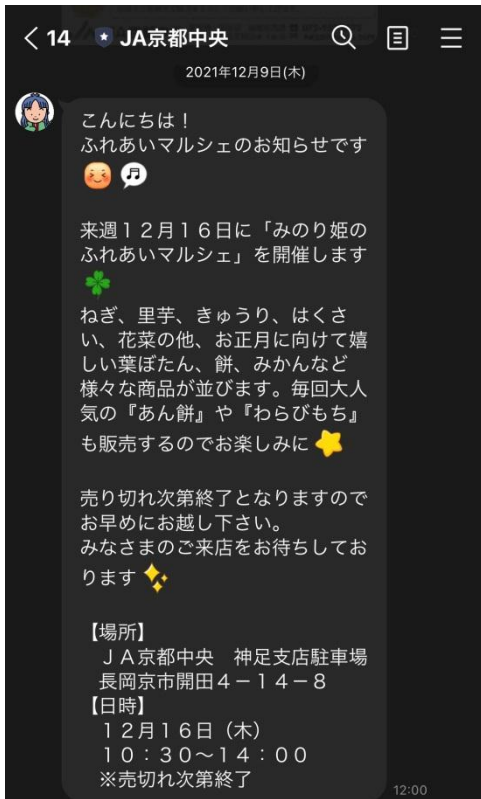 14 JA京都中央
2021年12月9日(木)
こんにちは！
ふれあいマルシェのお知らせです
来週１２月１６日に「みのり姫の
ふれあいマルシェ」を開催します
ねぎ、里芋、きゅうり、はくさ
い、花菜の他、お正月に向けて嬉
しい葉ぼたん、餅、みかんなど
様々な商品が並びます。毎回大人
気の『あん餅』や『わらびもち』
も販売するのでお楽しみに
売り切れ次第終了となりますので
お早めにお越し下さい。
みなさまのご来店をお待ちしてお
ります
【場所】
ＪＡ京都中央　神足支店駐車場
長岡京市開田４－１４－８
【日時】
１２月１６日（木）
１０：３０～１４：００
※売切れ次第終了
12:00